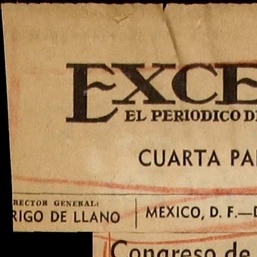 EXCE
EL PERIODICO D
CUARTA PA
RECTOR GENERAL:
RIGO DE LLANO
MEXICO, D. F.—D
Congreso de